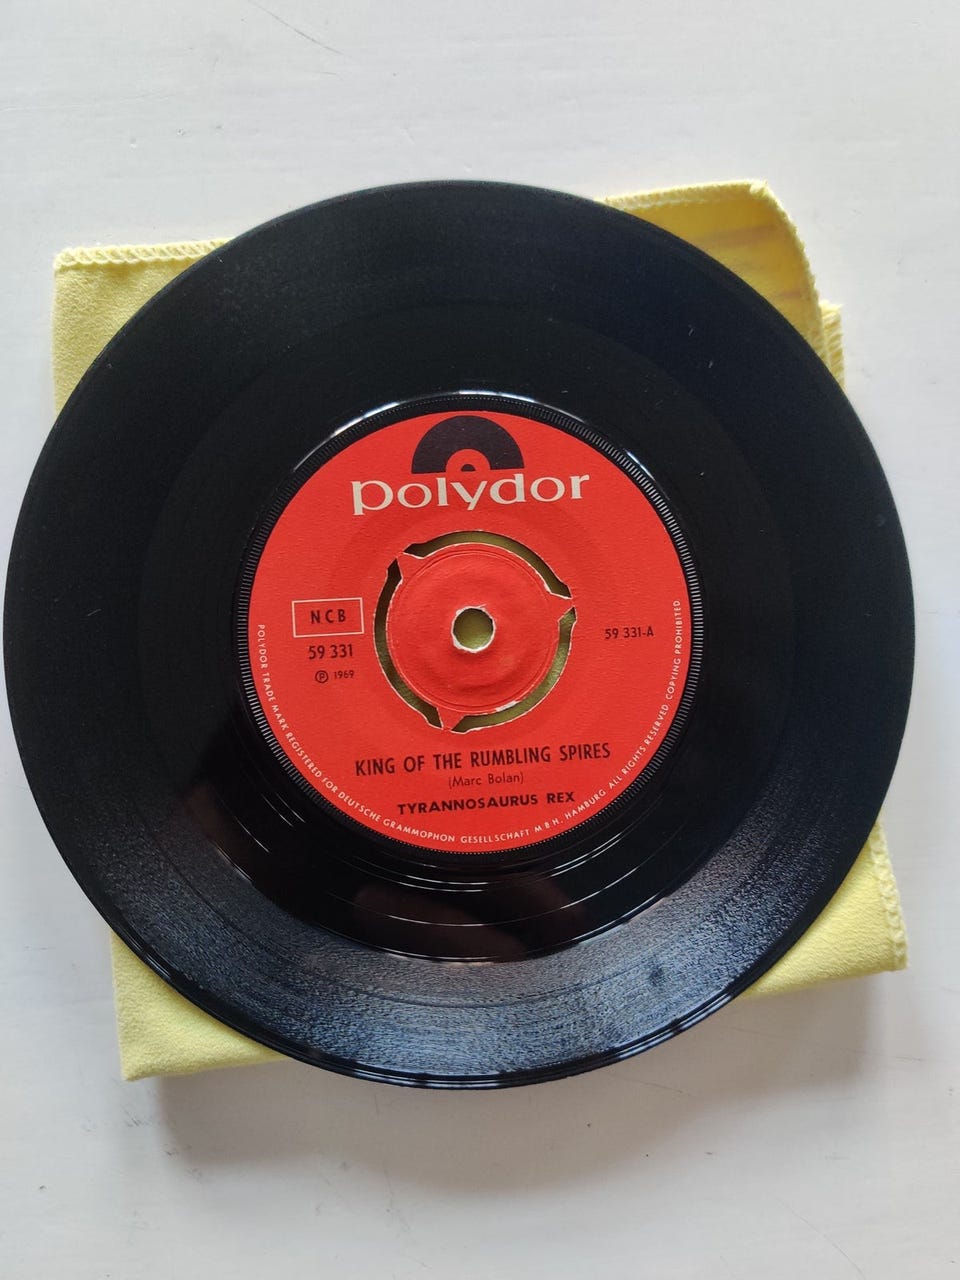 polydor
NCB
59 331
Ⓟ 1969
59 331-A
KING OF THE RUMBLING SPIRES
(Marc Bolan)
TYRANNOSAURUS REX
POLYDOR TRADE MARK REGISTERED FOR DEUTSCHE GRAMMOPHON GESELLSCHAFT M B H. HAMBURG ALL RIGHTS RESERVED. COPYING PROHIBITED